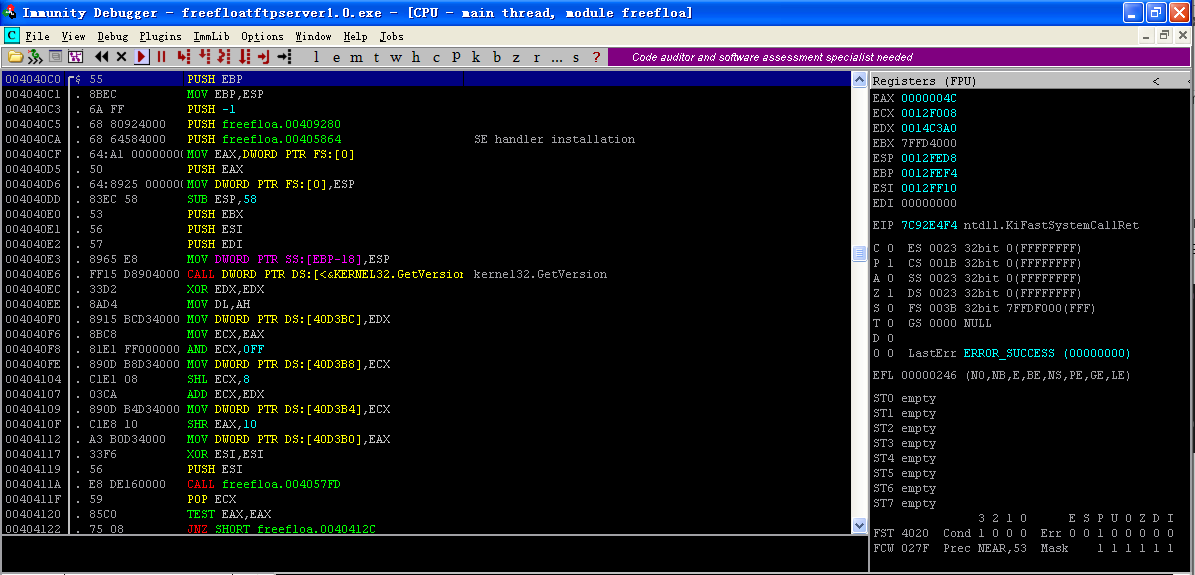 Immunity Debugger - freefloatftpserver1.0.exe - [CPU - main thread, module freefloa]
C File View Debug Plugins ImmLib Options Window Help Jobs
l e m t w h c P k b z r ... s ? Code auditor and software assessment specialist needed
004040C0 $ 55 PUSH EBP
004040C1 . 8BEC MOV EBP,ESP
004040C3 . 6A FF PUSH -1
004040C5 . 68 80924000 PUSH freefloa.00409280
004040CA . 68 64584000 PUSH freefloa.00405864 SE handler installation
004040CF . 64:A1 00000000 MOV EAX,DWORD PTR FS:[0]
004040D5 . 50 PUSH EAX
004040D6 . 64:8925 000000 MOV DWORD PTR FS:[0],ESP
004040DD . 83EC 58 SUB ESP,58
004040E0 . 53 PUSH EBX
004040E1 . 56 PUSH ESI
004040E2 . 57 PUSH EDI
004040E3 . 8965 E8 MOV DWORD PTR SS:[EBP-18],ESP
004040E6 . FF15 D8904000 CALL DWORD PTR DS:[<&KERNEL32.GetVersion kernel32.GetVersion
004040EC . 33D2 XOR EDX,EDX
004040EE . 8AD4 MOV DL,AH
004040F0 . 8915 BCD34000 MOV DWORD PTR DS:[40D3BC],EDX
004040F6 . 8BC8 MOV ECX,EAX
004040F8 . 81E1 FF000000 AND ECX,0FF
004040FE . 890D B8D34000 MOV DWORD PTR DS:[40D3B8],ECX
00404104 . C1E1 08 SHL ECX,8
00404107 . 03CA ADD ECX,EDX
00404109 . 890D B4D34000 MOV DWORD PTR DS:[40D3B4],ECX
0040410F . C1E8 10 SHR EAX,10
00404112 . A3 B0D34000 MOV DWORD PTR DS:[40D3B0],EAX
00404117 . 33F6 XOR ESI,ESI
00404119 . 56 PUSH ESI
0040411A . E8 DE160000 CALL freefloa.004057FD
0040411F . 59 POP ECX
00404120 . 85C0 TEST EAX,EAX
00404122 . 75 08 JNZ SHORT freefloa.0040412C
Registers (FPU) < <
EAX 0000004C
ECX 0012F008
EDX 0014C3A0
EBX 7FFD4000
ESP 0012FED8
EBP 0012FEF4
ESI 0012FF10
EDI 00000000
EIP 7C92E4F4 ntdll.KiFastSystemCallRet
C 0 ES 0023 32bit 0(FFFFFFFF)
P 1 CS 001B 32bit 0(FFFFFFFF)
A 0 SS 0023 32bit 0(FFFFFFFF)
Z 1 DS 0023 32bit 0(FFFFFFFF)
S 0 FS 003B 32bit 7FFDF000(FFF)
T 0 GS 0000 NULL
D 0
O 0 LastErr ERROR_SUCCESS (00000000)
EFL 00000246 (NO,NB,E,BE,NS,PE,GE,LE)
ST0 empty
ST1 empty
ST2 empty
ST3 empty
ST4 empty
ST5 empty
ST6 empty
ST7 empty
3 2 1 0 E S P U O Z D I
FST 4020 Cond 1 0 0 0 Err 0 0 1 0 0 0 0 0
FCW 027F Prec NEAR,53 Mask 1 1 1 1 1 1